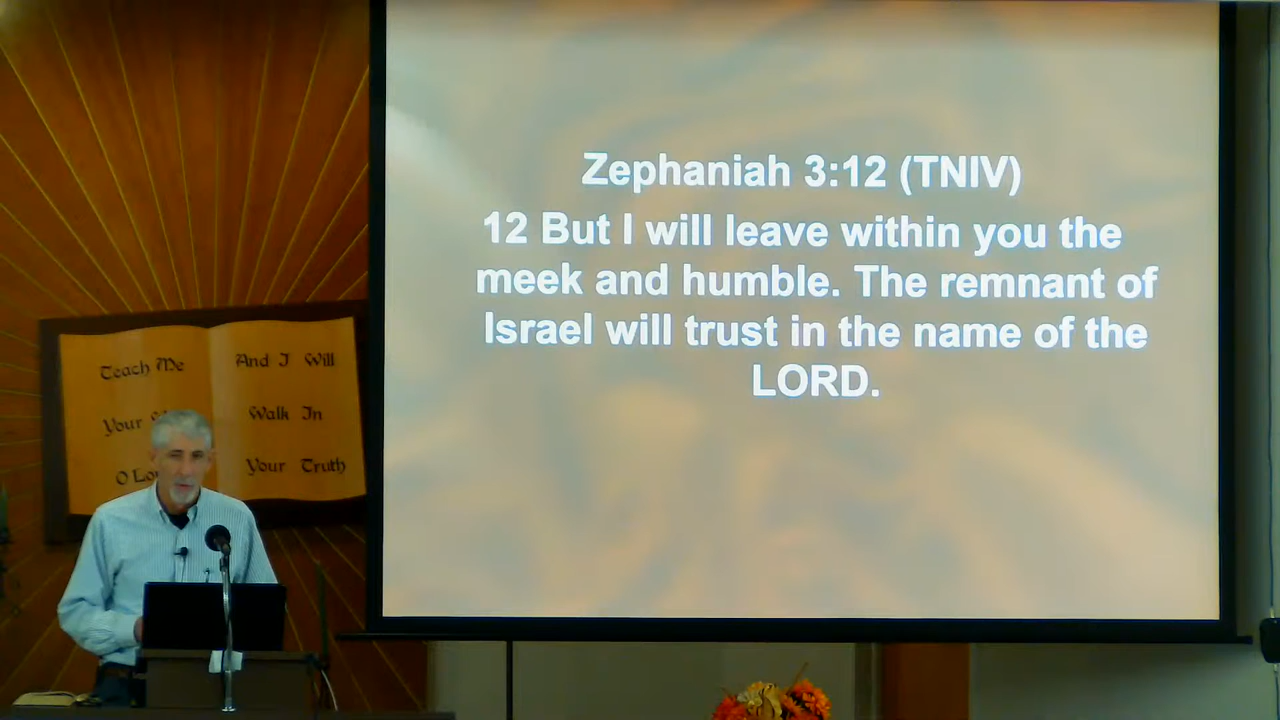 Zephaniah 3:12 (TNIV)
12 But I will leave within you the
meek and humble. The remnant of
Israel will trust in the name of the
LORD.
Teach Me
Your
O
And I Will
Walk In
Your Truth